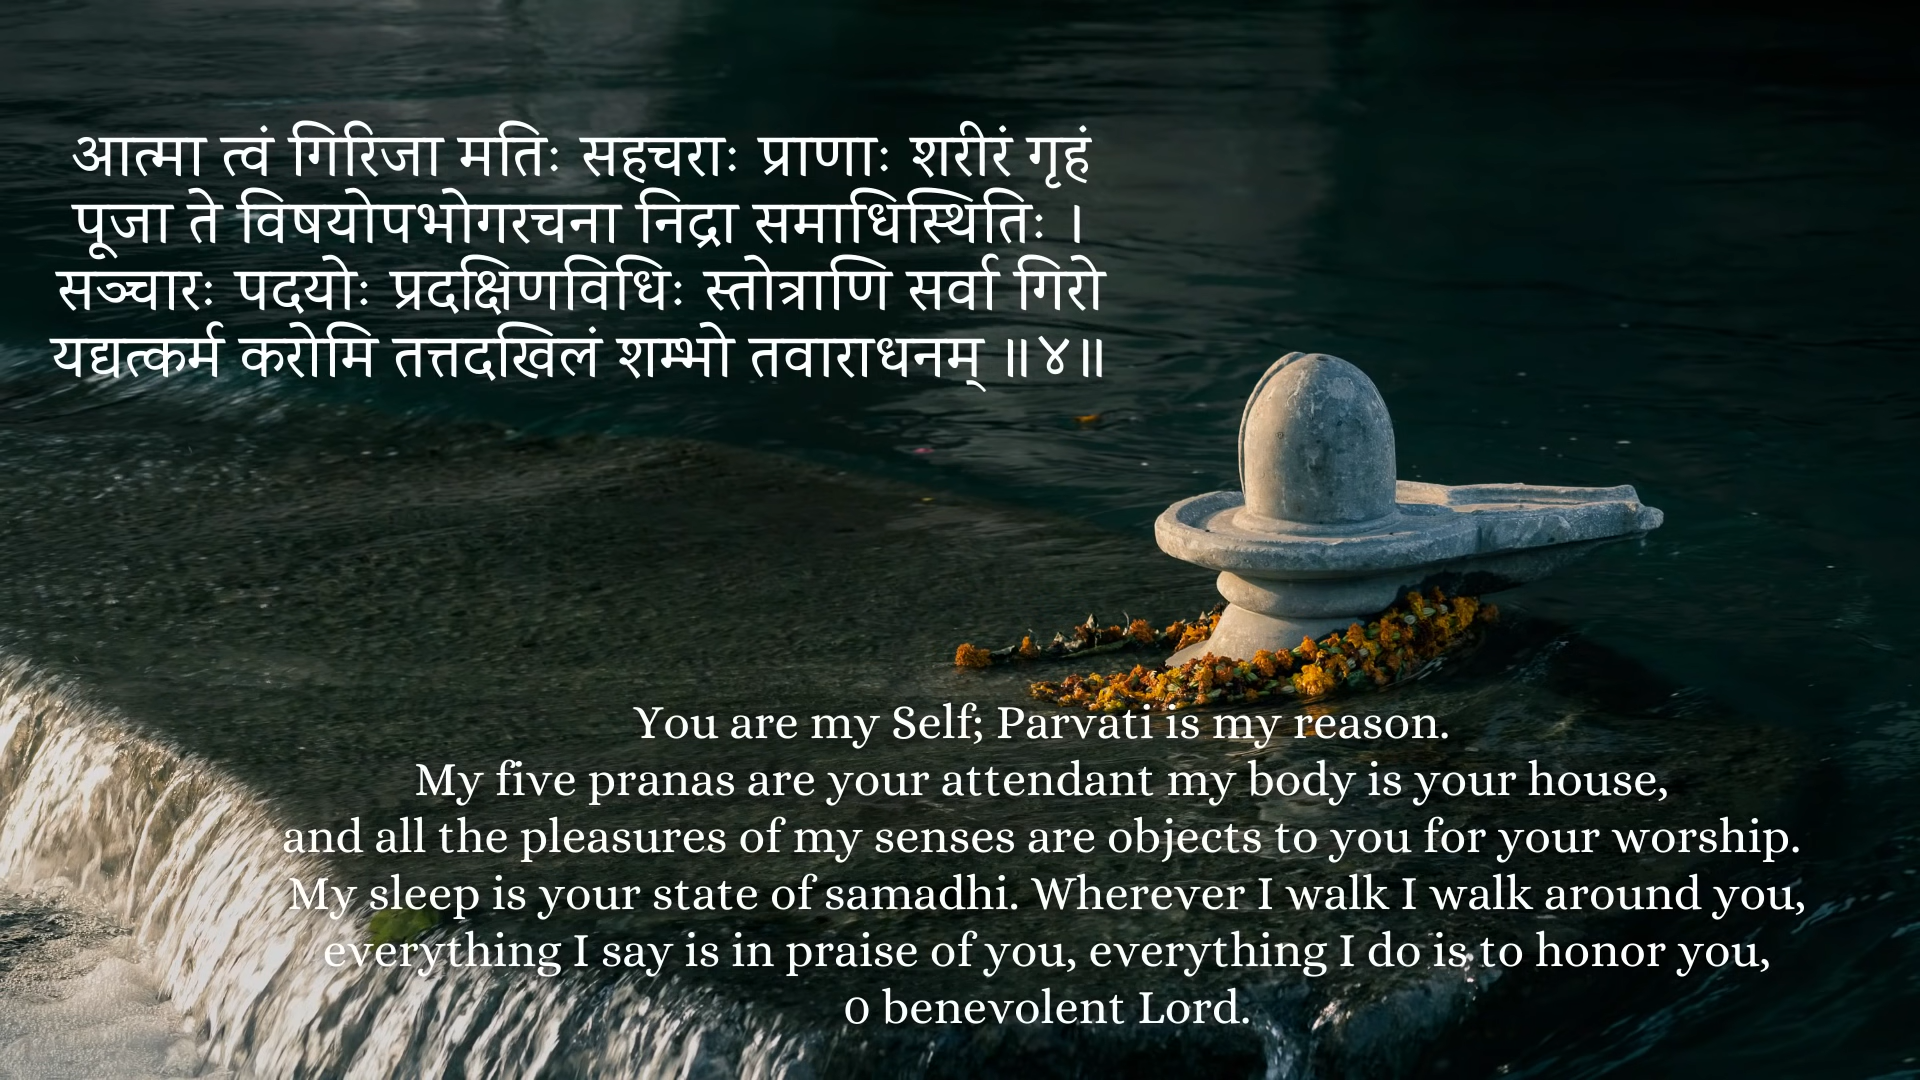 आत्मा त्वं गिरिजा मतिः सहचराः प्राणाः शरीरं गृहं
पूजा ते विषयोपभोगरचना निद्रा समाधिस्थितिः ।
सञ्चारः पदयोः प्रदक्षिणविधिः स्तोत्राणि सर्वा गिरो
यद्यत्कर्म करोमि तत्तदखिलं शम्भो तवाराधनम् ॥४॥
You are my Self; Parvati is my reason.
My five pranas are your attendant my body is your house,
and all the pleasures of my senses are objects to you for your worship.
My sleep is your state of samadhi. Wherever I walk I walk around you,
everything I say is in praise of you, everything I do is to honor you,
0 benevolent Lord.